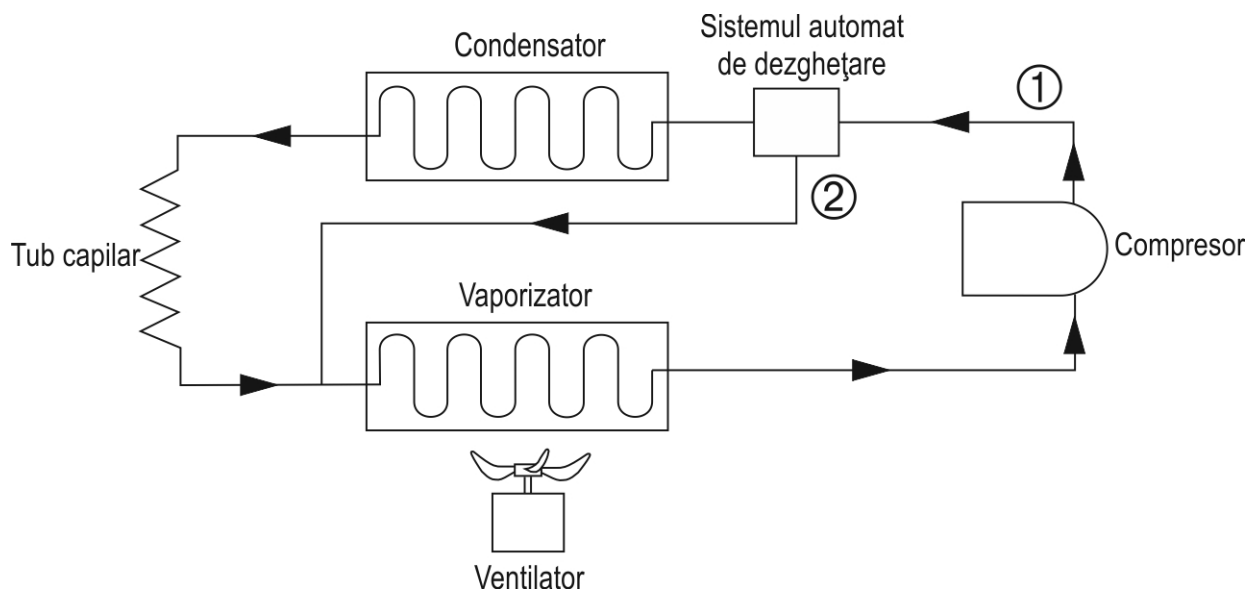 Condensator
Sistemul automat
de dezgheţare
①
②
Tub capilar
Compresor
Vaporizator
Ventilator